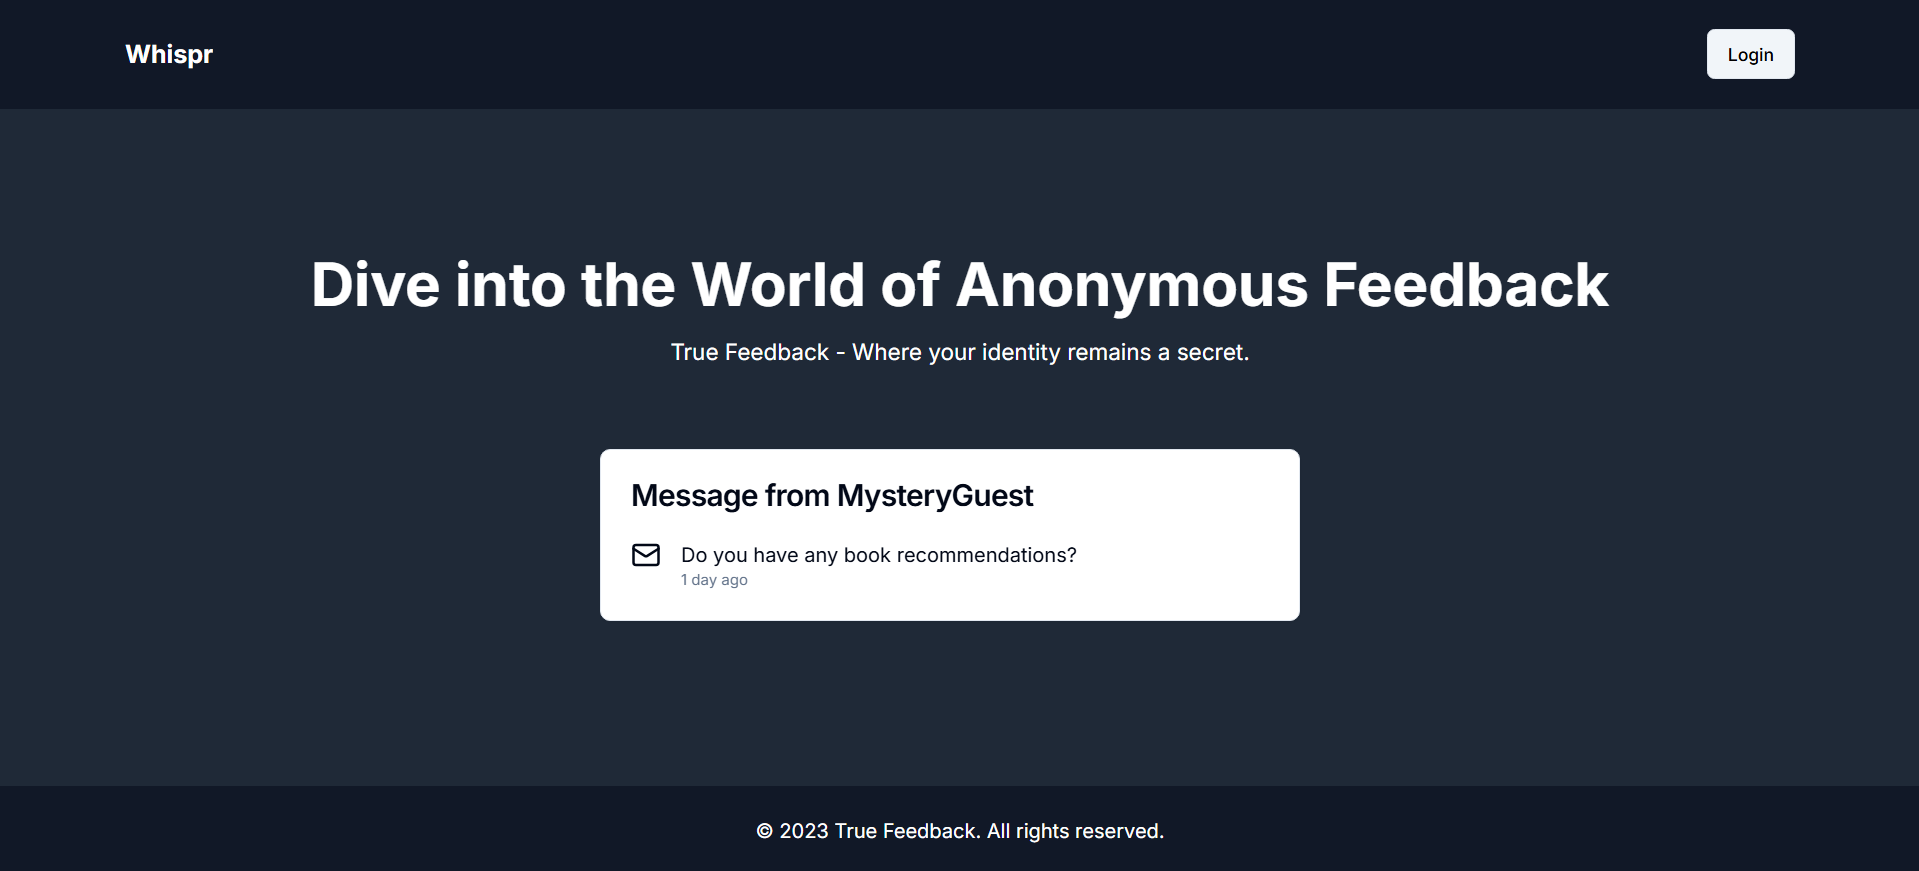 Whispr
Login
Dive into the World of Anonymous Feedback
True Feedback - Where your identity remains a secret.
Message from MysteryGuest
Do you have any book recommendations?
1 day ago
© 2023 True Feedback. All rights reserved.